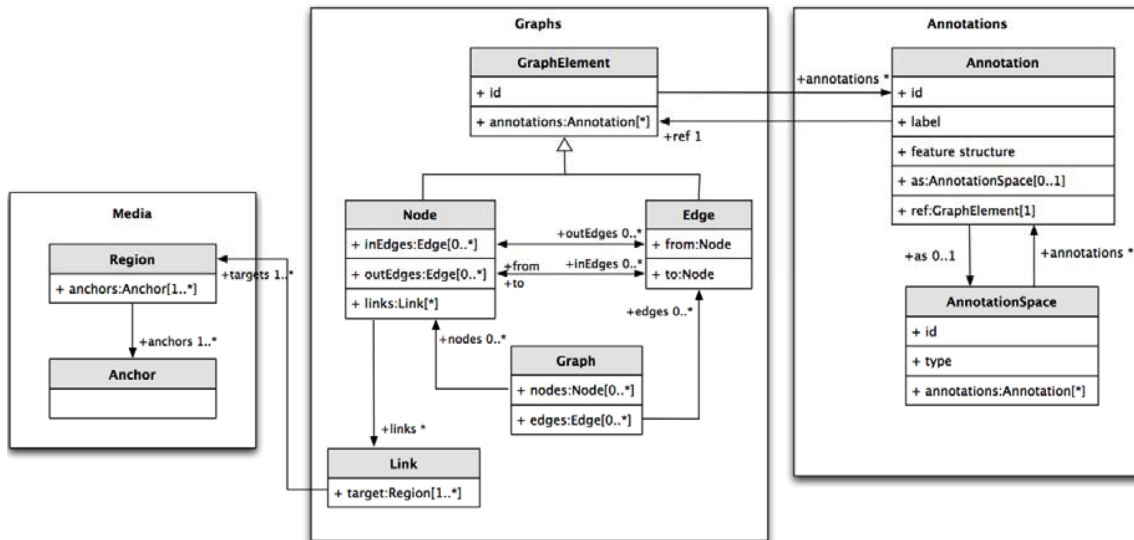 Graphs
GraphElement
+ id
+ annotations:Annotation[*]
+annotations *
+ref 1
Annotations
Annotation
+ id
+ label
+ feature structure
+ as:AnnotationSpace[0..1]
+ ref:GraphElement[1]
+as 0..1
+annotations *
AnnotationSpace
+ id
+ type
+ annotations:Annotation[*]
Media
Region
+ anchors:Anchor[1..*]
+targets 1..*
+anchors 1..*
Anchor
Node
+ inEdges:Edge[0..*]
+ outEdges:Edge[0..*]
+ links:Link[*]
+outEdges 0..*
+from
+inEdges 0..*
+to
Edge
+ from:Node
+ to:Node
+edges 0..*
+nodes 0..*
Graph
+ nodes:Node[0..*]
+ edges:Edge[0..*]
+links *
Link
+ target:Region[1..*]